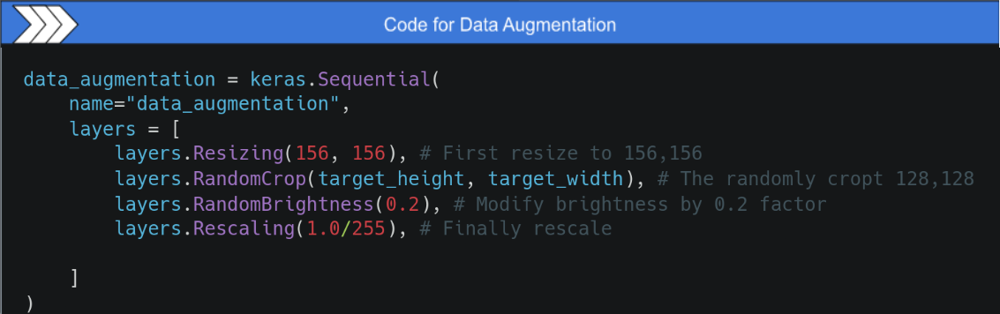 Code for Data Augmentation
data_augmentation = keras.Sequential(
    name="data_augmentation",
    layers = [
        layers.Resizing(156, 156), # First resize to 156,156
        layers.RandomCrop(target_height, target_width), # The randomly cropt 128,128
        layers.RandomBrightness(0.2), # Modify brightness by 0.2 factor
        layers.Rescaling(1.0/255), # Finally rescale
    ]
)